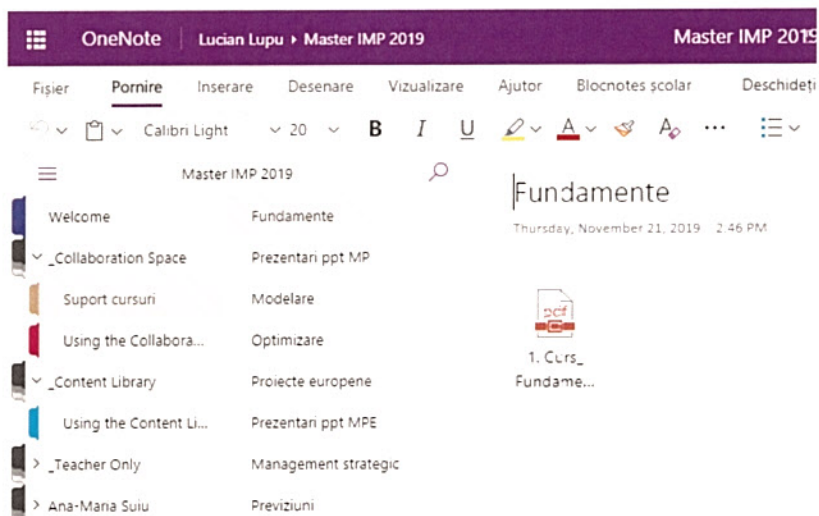 OneNote Lucian Lupu ▸ Master IMP 2019 Master IMP 2019
Fișier Pornire Inserare Desenare Vizualizare Ajutor Blocnotes școlar Deschideți
Calibri Light 20 B I U A A ...
Master IMP 2019
Welcome
_Collaboration Space
Suport cursuri
Using the Collabora...
_Content Library
Using the Content Li...
_Teacher Only
Ana-Maria Suiu
Fundamente
Prezentari ppt MP
Modelare
Optimizare
Proiecte europene
Prezentari ppt MPE
Management strategic
Previziuni
Fundamente
Thursday, November 21, 2019 2:46 PM
pdf
1. Curs_
Fundame...